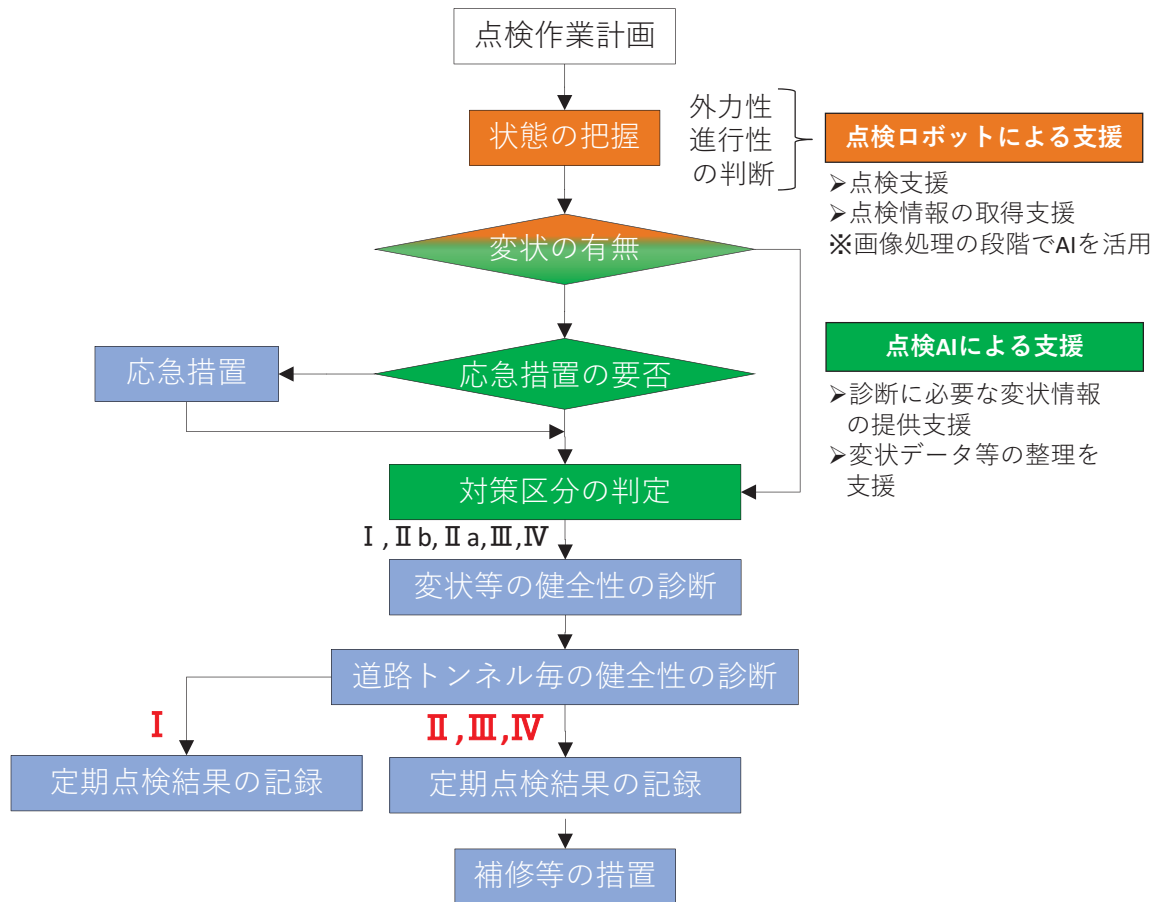 点検作業計画
状態の把握
外力性
進行性
の判断
点検ロボットによる支援
➢点検支援
➢点検情報の取得支援
※画像処理の段階でAIを活用
変状の有無
点検AIによる支援
➢診断に必要な変状情報
の提供支援
➢変状データ等の整理を
支援
応急措置の要否
応急措置
対策区分の判定
Ⅰ,Ⅱb,Ⅱa,Ⅲ,Ⅳ
変状等の健全性の診断
道路トンネル毎の健全性の診断
Ⅰ
Ⅱ,Ⅲ,Ⅳ
定期点検結果の記録
定期点検結果の記録
補修等の措置